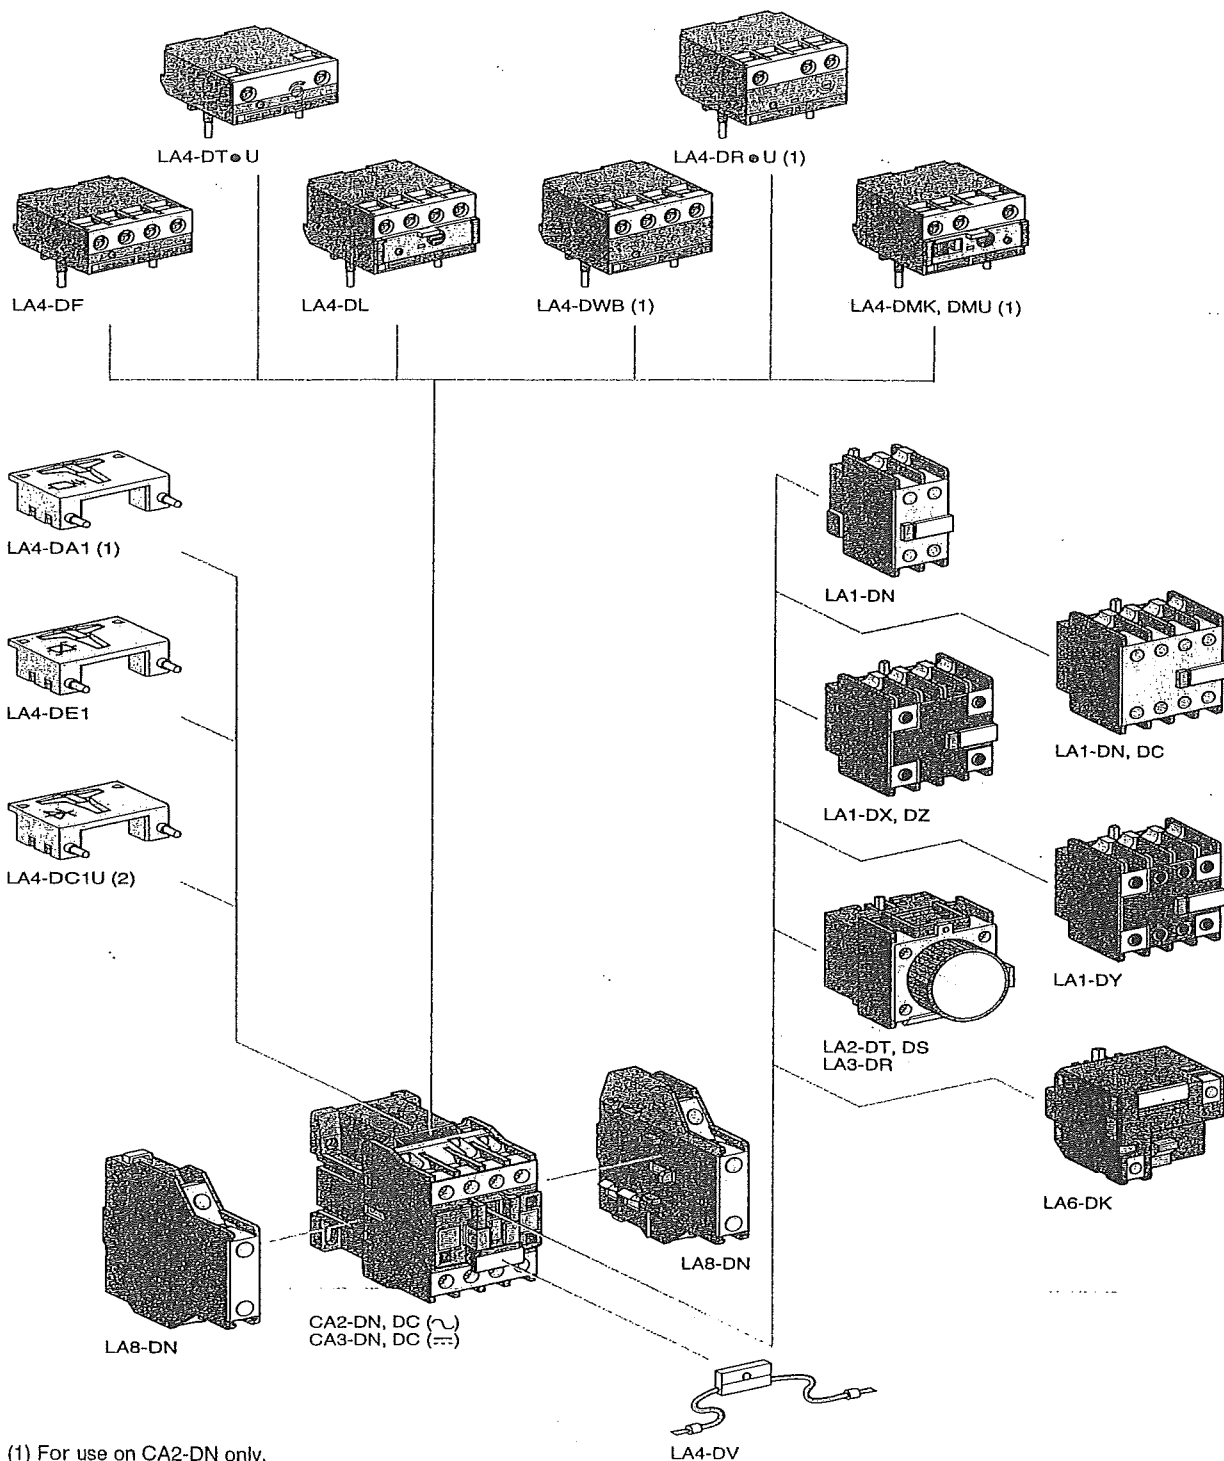 LA4-DT•U
LA4-DR•U (1)
LA4-DF
LA4-DL
LA4-DWB (1)
LA4-DMK, DMU (1)
LA4-DA1 (1)
LA1-DN
LA4-DE1
LA1-DN, DC
LA1-DX, DZ
LA4-DC1U (2)
LA1-DY
LA2-DT, DS
LA3-DR
LA6-DK
LA8-DN
CA2-DN, DC (~)
CA3-DN, DC (⎓)
LA8-DN
LA4-DV
(1) For use on CA2-DN only.